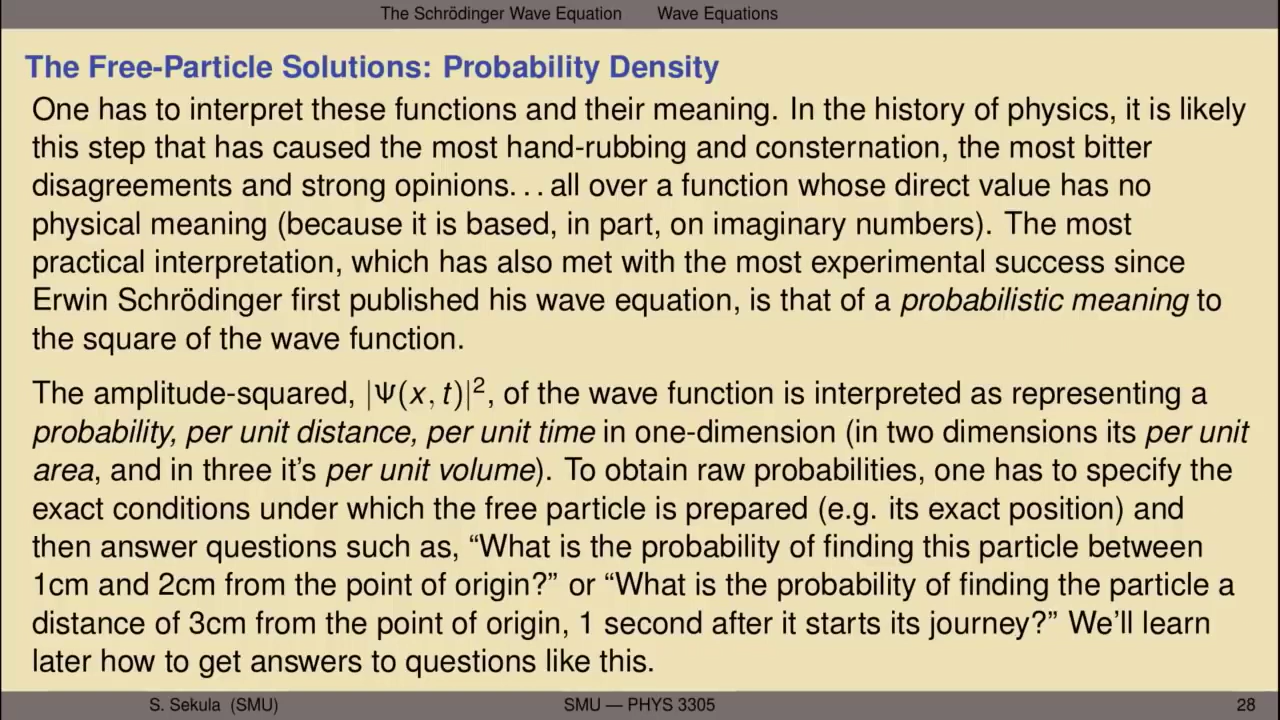 The Schrödinger Wave Equation Wave Equations
The Free-Particle Solutions: Probability Density
One has to interpret these functions and their meaning. In the history of physics, it is likely
this step that has caused the most hand-rubbing and consternation, the most bitter
disagreements and strong opinions. . . all over a function whose direct value has no
physical meaning (because it is based, in part, on imaginary numbers). The most
practical interpretation, which has also met with the most experimental success since
Erwin Schrödinger first published his wave equation, is that of a probabilistic meaning to
the square of the wave function.
The amplitude-squared, |Ψ(x, t)|², of the wave function is interpreted as representing a
probability, per unit distance, per unit time in one-dimension (in two dimensions its per unit
area, and in three it's per unit volume). To obtain raw probabilities, one has to specify the
exact conditions under which the free particle is prepared (e.g. its exact position) and
then answer questions such as, “What is the probability of finding this particle between
1cm and 2cm from the point of origin?” or “What is the probability of finding the particle a
distance of 3cm from the point of origin, 1 second after it starts its journey?” We'll learn
later how to get answers to questions like this.
S. Sekula (SMU) SMU — PHYS 3305 28